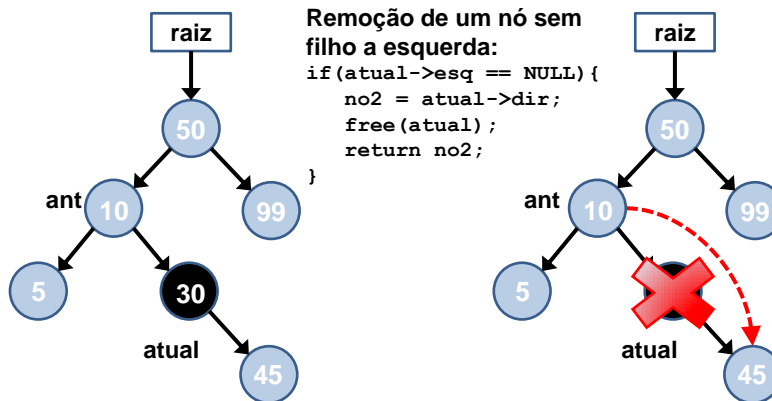 raiz
50
ant
10
99
5
30
atual
45
Remoção de um nó sem
filho a esquerda:
if(atual->esq == NULL){
no2 = atual->dir;
free(atual);
return no2;
}
raiz
50
ant
10
99
5
atual
45